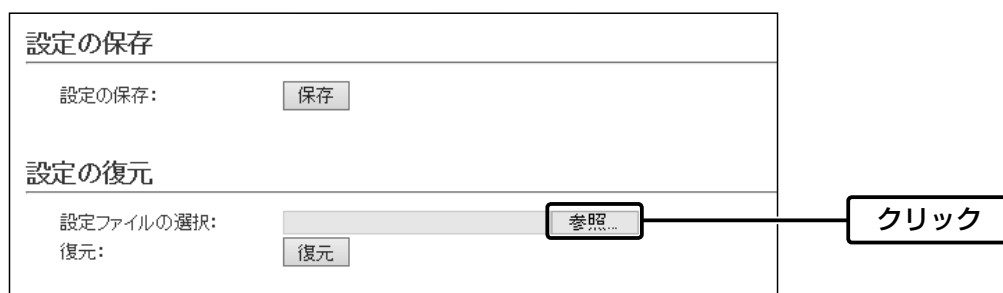 設定の保存
設定の保存: 保存
設定の復元
設定ファイルの選択: 参照...
クリック
復元: 復元